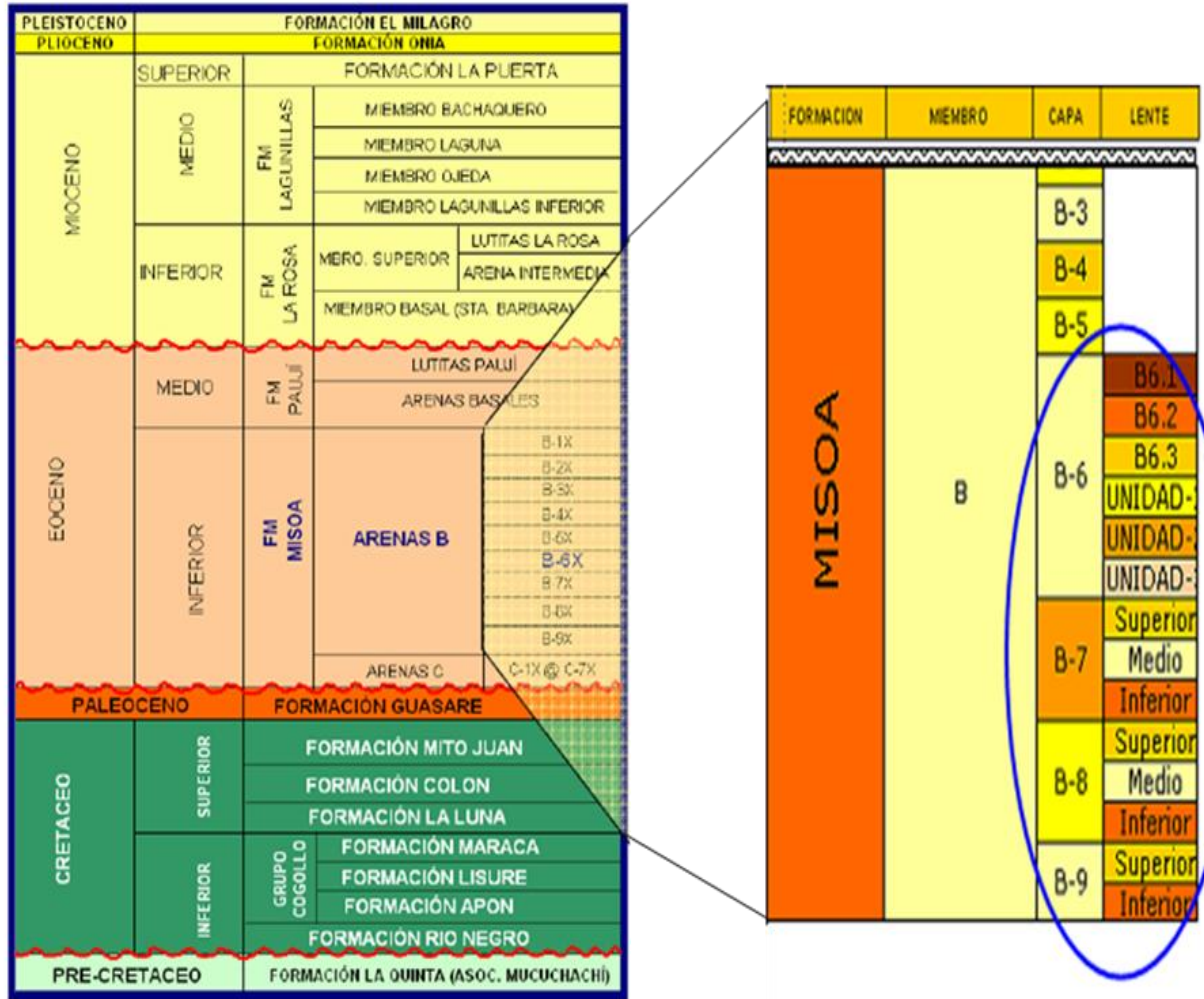 PLEISTOCENO FORMACIÓN EL MILAGRO
PLIOCENO FORMACIÓN ONIA
MIOCENO
SUPERIOR FORMACIÓN LA PUERTA
MEDIO
FM LAGUNILLAS
MIEMBRO BACHAQUERO
MIEMBRO LAGUNA
MIEMBRO OJEDA
MIEMBRO LAGUNILLAS INFERIOR
INFERIOR
FM LA ROSA
MBRO. SUPERIOR
LUTITAS LA ROSA
ARENA INTERMEDIA
MIEMBRO BASAL (STA. BARBARA)
EOCENO
MEDIO
FM PAUJÍ
LUTITAS PAUJÍ
ARENAS BASALES
INFERIOR
FM MISOA
ARENAS B
B-1X
B-2X
B-3X
B-4X
B-6X
B-7X
B-9X
ARENAS C C-1X @ C-7X
PALEOCENO FORMACIÓN GUASARE
CRETACEO
SUPERIOR
FORMACIÓN MITO JUAN
FORMACIÓN COLON
FORMACIÓN LA LUNA
INFERIOR
GRUPO COGOLLO
FORMACIÓN MARACA
FORMACIÓN LISURE
FORMACIÓN APON
FORMACIÓN RIO NEGRO
PRE-CRETACEO FORMACIÓN LA QUINTA (ASOC. MUCUCHACHÍ)
FORMACION MIEMBRO CAPA LENTE
MISOA
B
B-3
B-4
B-5
B-6
B6.1
B6.2
B6.3
UNIDAD-
UNIDAD-
UNIDAD-
B-7
Superior
Medio
Inferior
B-8
Superior
Medio
Inferior
B-9
Superior
Inferior